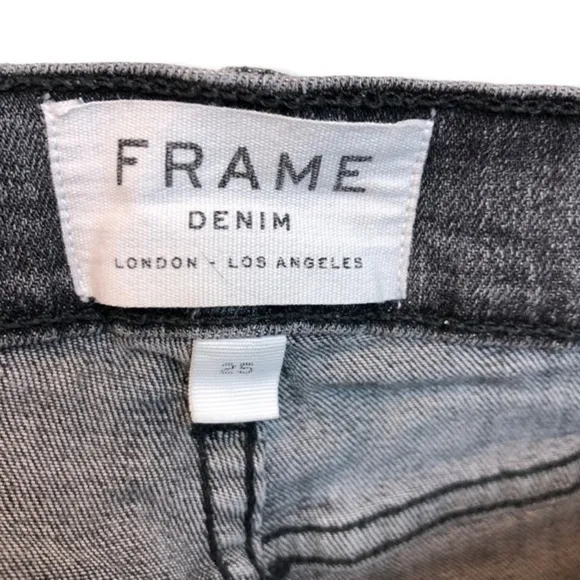 FRAME
DENIM
LONDON - LOS ANGELES
25